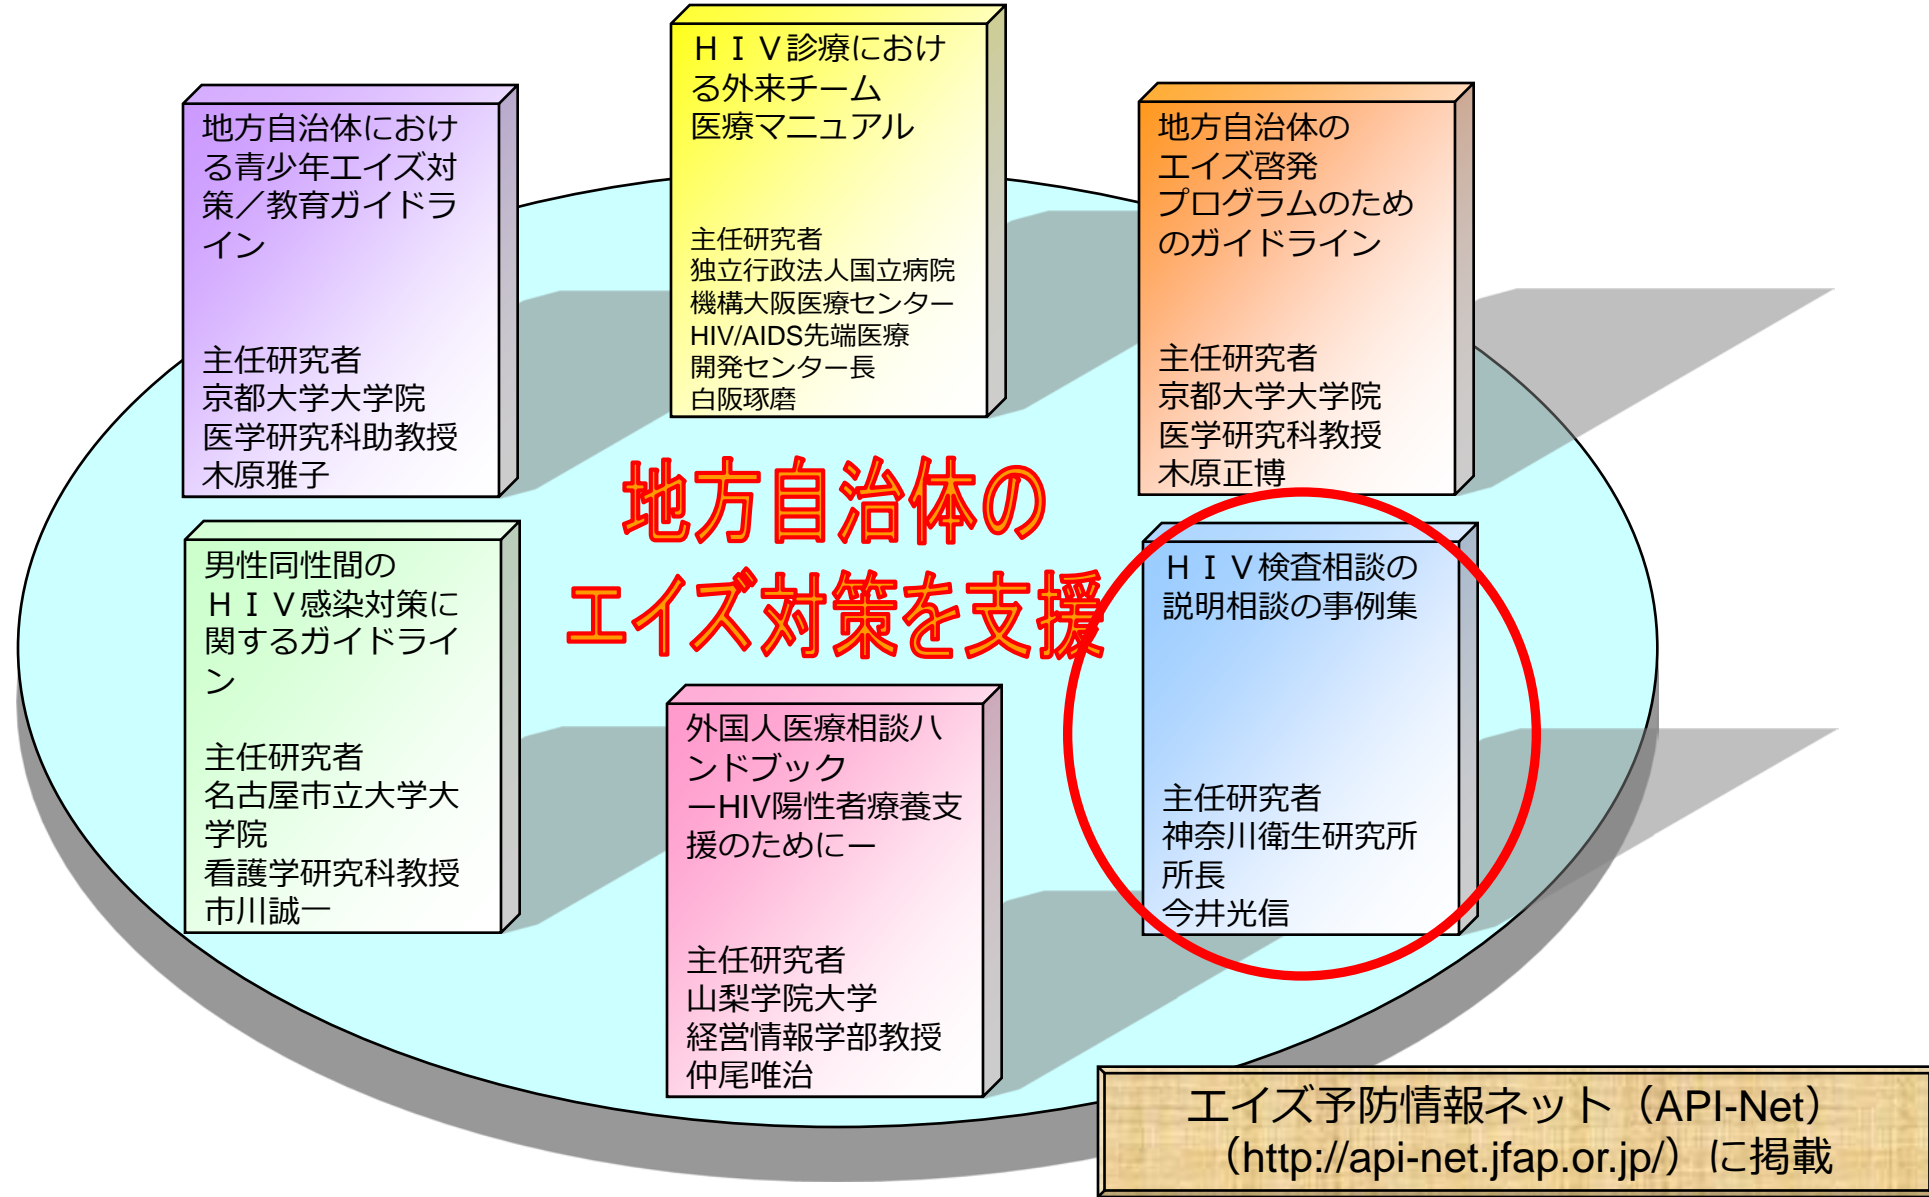 地方自治体におけ
る青少年エイズ対
策／教育ガイドラ
イン
主任研究者
京都大学大学院
医学研究科助教授
木原雅子
ＨＩＶ診療におけ
る外来チーム
医療マニュアル
主任研究者
独立行政法人国立病院
機構大阪医療センター
HIV/AIDS先端医療
開発センター長
白阪琢磨
地方自治体の
エイズ啓発
プログラムのため
のガイドライン
主任研究者
京都大学大学院
医学研究科教授
木原正博
地方自治体の
エイズ対策を支援
男性同性間の
ＨＩＶ感染対策に
関するガイドライ
ン
主任研究者
名古屋市立大学大
学院
看護学研究科教授
市川誠一
外国人医療相談ハ
ンドブック
ーHIV陽性者療養支
援のためにー
主任研究者
山梨学院大学
経営情報学部教授
仲尾唯治
ＨＩＶ検査相談の
説明相談の事例集
主任研究者
神奈川衛生研究所
所長
今井光信
エイズ予防情報ネット（API-Net）
（http://api-net.jfap.or.jp/）に掲載